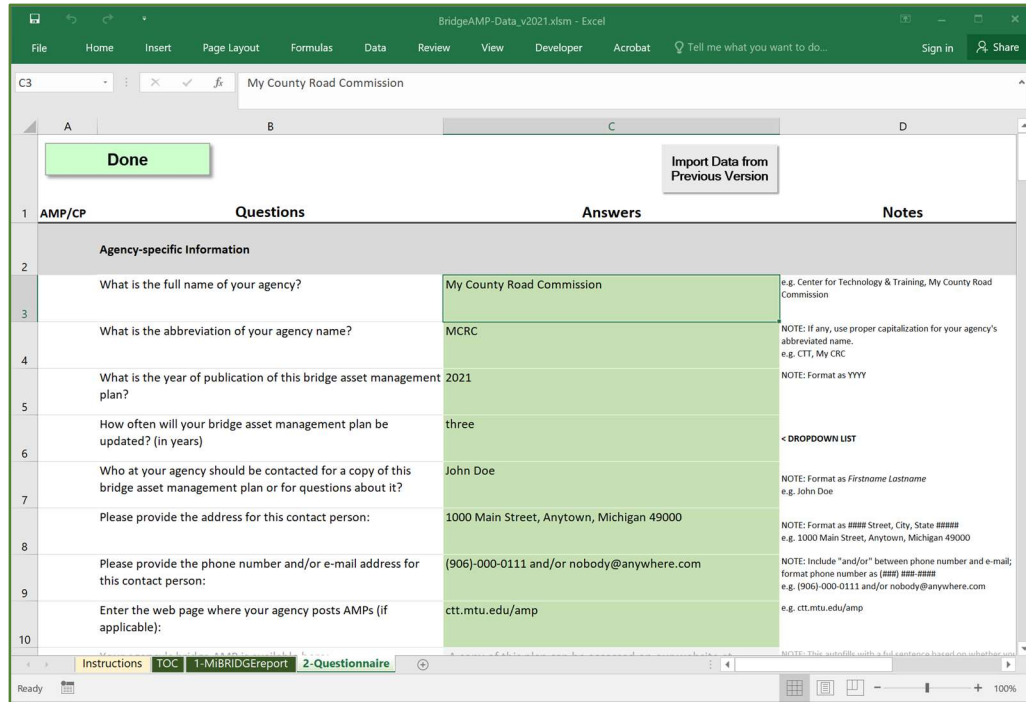 BridgeAMP-Data_v2021.xlsm - Excel
File Home Insert Page Layout Formulas Data Review View Developer Acrobat Tell me what you want to do... Sign in Share
C3 fx My County Road Commission
A B C D
Done
Import Data from
Previous Version
1 AMP/CP Questions Answers Notes
2 Agency-specific Information
What is the full name of your agency? My County Road Commission e.g. Center for Technology & Training, My County Road
Commission
3
What is the abbreviation of your agency name? MCRC NOTE: If any, use proper capitalization for your agency's
abbreviated name.
e.g. CTT, My CRC
4
What is the year of publication of this bridge asset management 2021 NOTE: Format as YYYY
plan?
5
How often will your bridge asset management plan be three
updated? (in years) < DROPDOWN LIST
6
Who at your agency should be contacted for a copy of this John Doe
bridge asset management plan or for questions about it? NOTE: Format as Firstname Lastname
e.g. John Doe
7
Please provide the address for this contact person: 1000 Main Street, Anytown, Michigan 49000
NOTE: Format as #### Street, City, State #####
e.g. 1000 Main Street, Anytown, Michigan 49000
8
Please provide the phone number and/or e-mail address for (906)-000-0111 and/or nobody@anywhere.com NOTE: Include "and/or" between phone number and e-mail;
this contact person: format phone number as (###) ###-####
e.g. (906)-000-0111 and/or nobody@anywhere.com
9
Enter the web page where your agency posts AMPs (if ctt.mtu.edu/amp e.g. ctt.mtu.edu/amp
applicable):
10
Instructions TOC 1-MiBRIDGEreport 2-Questionnaire
Ready 100%